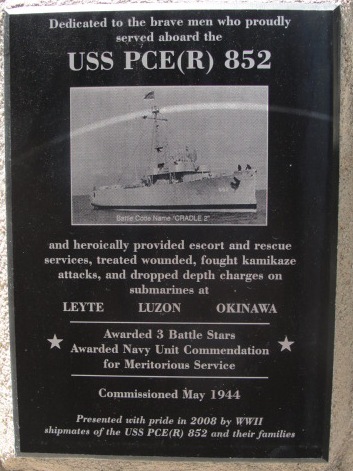 Dedicated to the brave men who proudly
served aboard the
USS PCE(R) 852
Battle Code Name "CRADLE 2"
and heroically provided escort and rescue
services, treated wounded, fought kamikaze
attacks, and dropped depth charges on
submarines at
LEYTE LUZON OKINAWA
Awarded 3 Battle Stars
Awarded Navy Unit Commendation
for Meritorious Service
Commissioned May 1944
Presented with pride in 2008 by WWII
shipmates of the USS PCE(R) 852 and their families